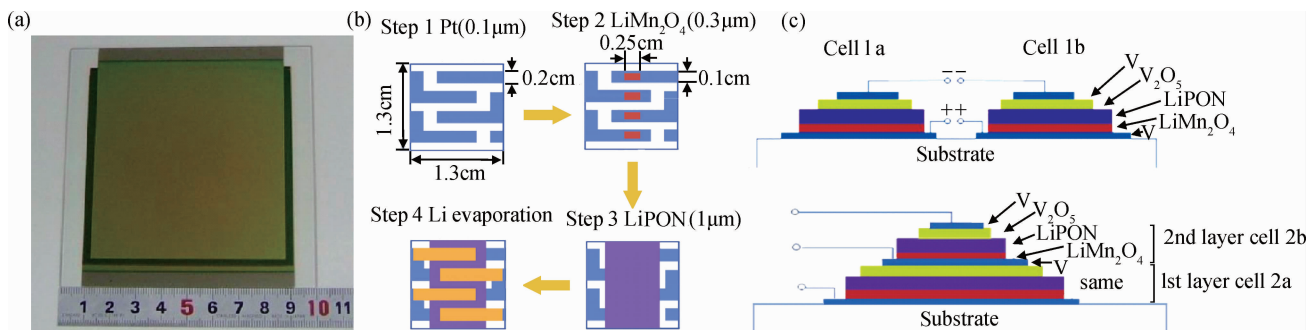 (a)
1 2 3 4 5 6 7 8 9 10 11
(b)
Step 1 Pt(0.1μm)
Step 2 LiMn₂O₄(0.3μm)
0.25cm
0.2cm
0.1cm
1.3cm
1.3cm
Step 4 Li evaporation
Step 3 LiPON(1μm)
(c)
Cell 1a
Cell 1b
−−
++
V
V₂O₅
LiPON
LiMn₂O₄
V
Substrate
V
V₂O₅
LiPON
LiMn₂O₄
V
2nd layer cell 2b
same
1st layer cell 2a
Substrate